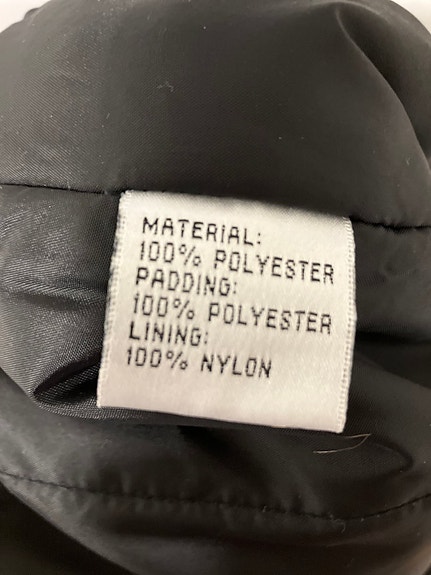 MATERIAL:
100% POLYESTER
PADDING:
100% POLYESTER
LINING:
100% NYLON